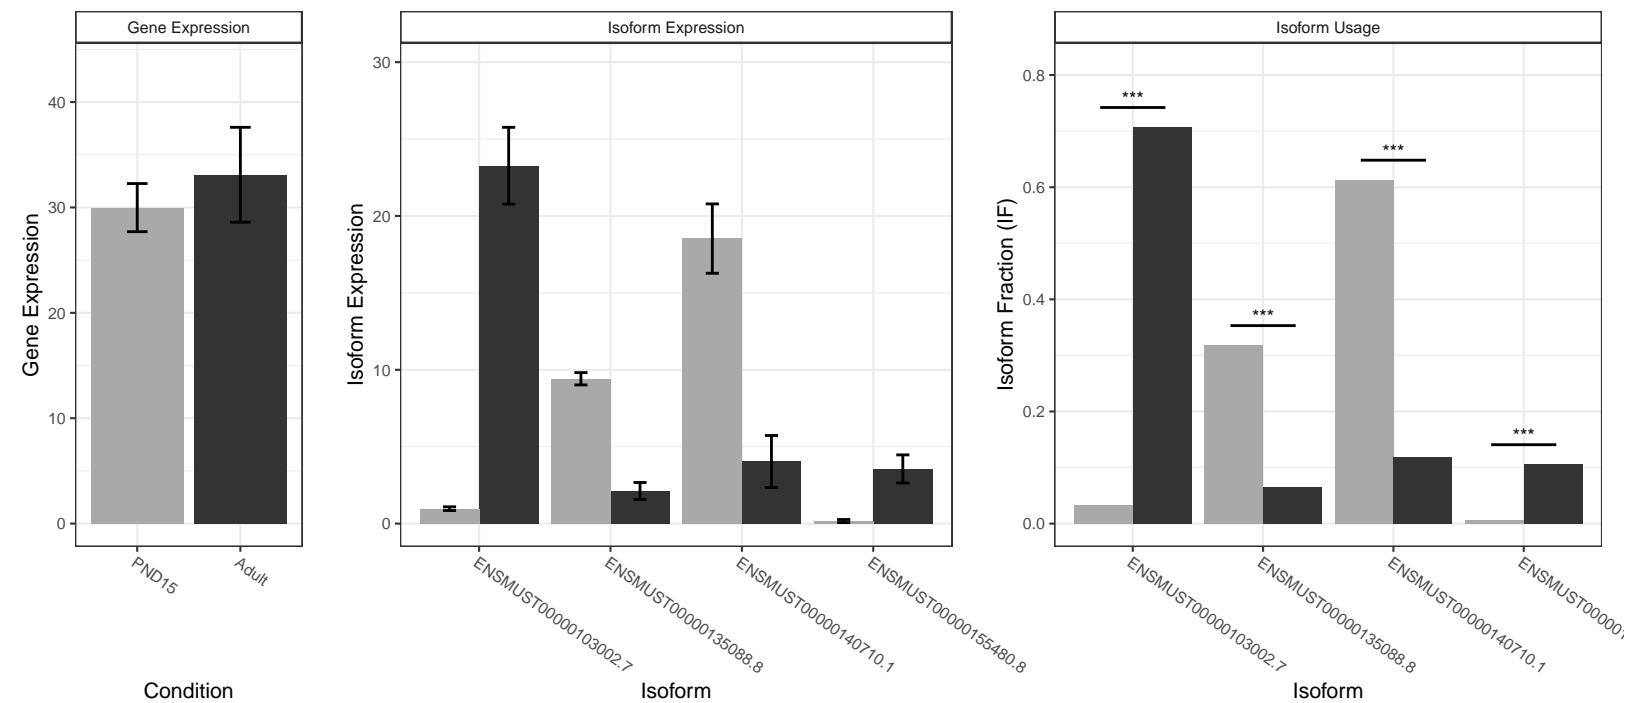 Gene Expression
Isoform Expression
Isoform Usage
Gene Expression
40
30
20
10
0
PND15
Adult
Condition
Isoform Expression
30
20
10
0
ENSMUST00000103002.7
ENSMUST00000135088.8
ENSMUST00000140710.1
ENSMUST00000155480.8
Isoform
Isoform Fraction (IF)
0.8
0.6
0.4
0.2
0.0
***
***
***
***
ENSMUST00000103002.7
ENSMUST00000135088.8
ENSMUST00000140710.1
Isoform